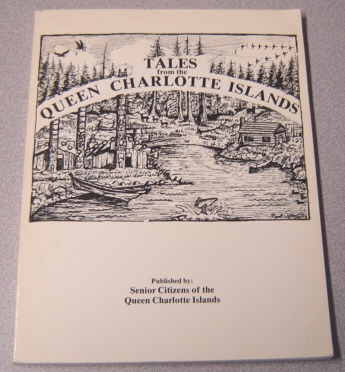 TALES
from the
QUEEN CHARLOTTE ISLANDS
Published by:
Senior Citizens of the
Queen Charlotte Islands